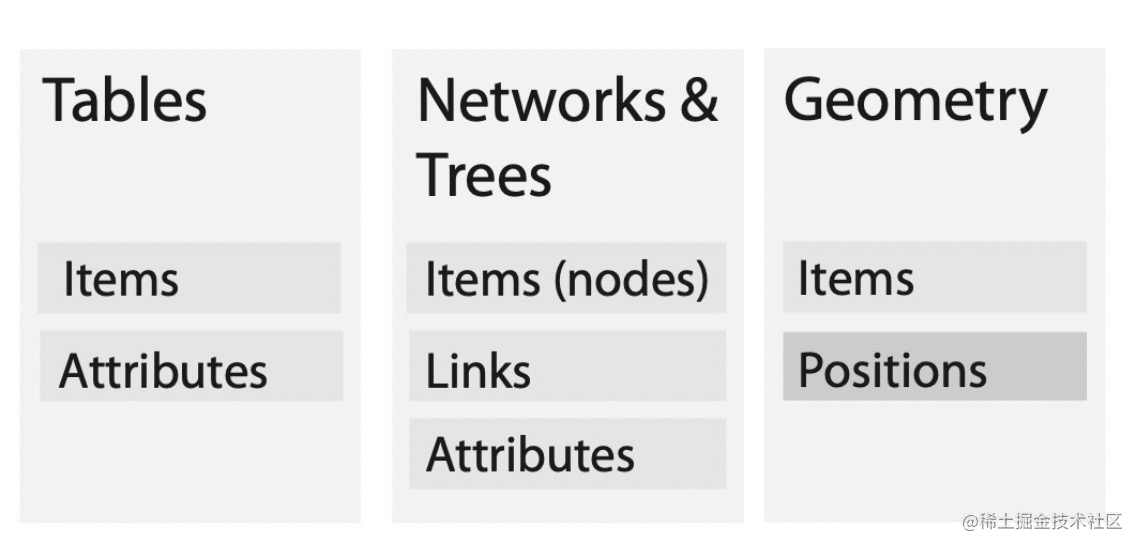 Tables
Items
Attributes
Networks &
Trees
Items (nodes)
Links
Attributes
Geometry
Items
Positions
@稀土掘金技术社区